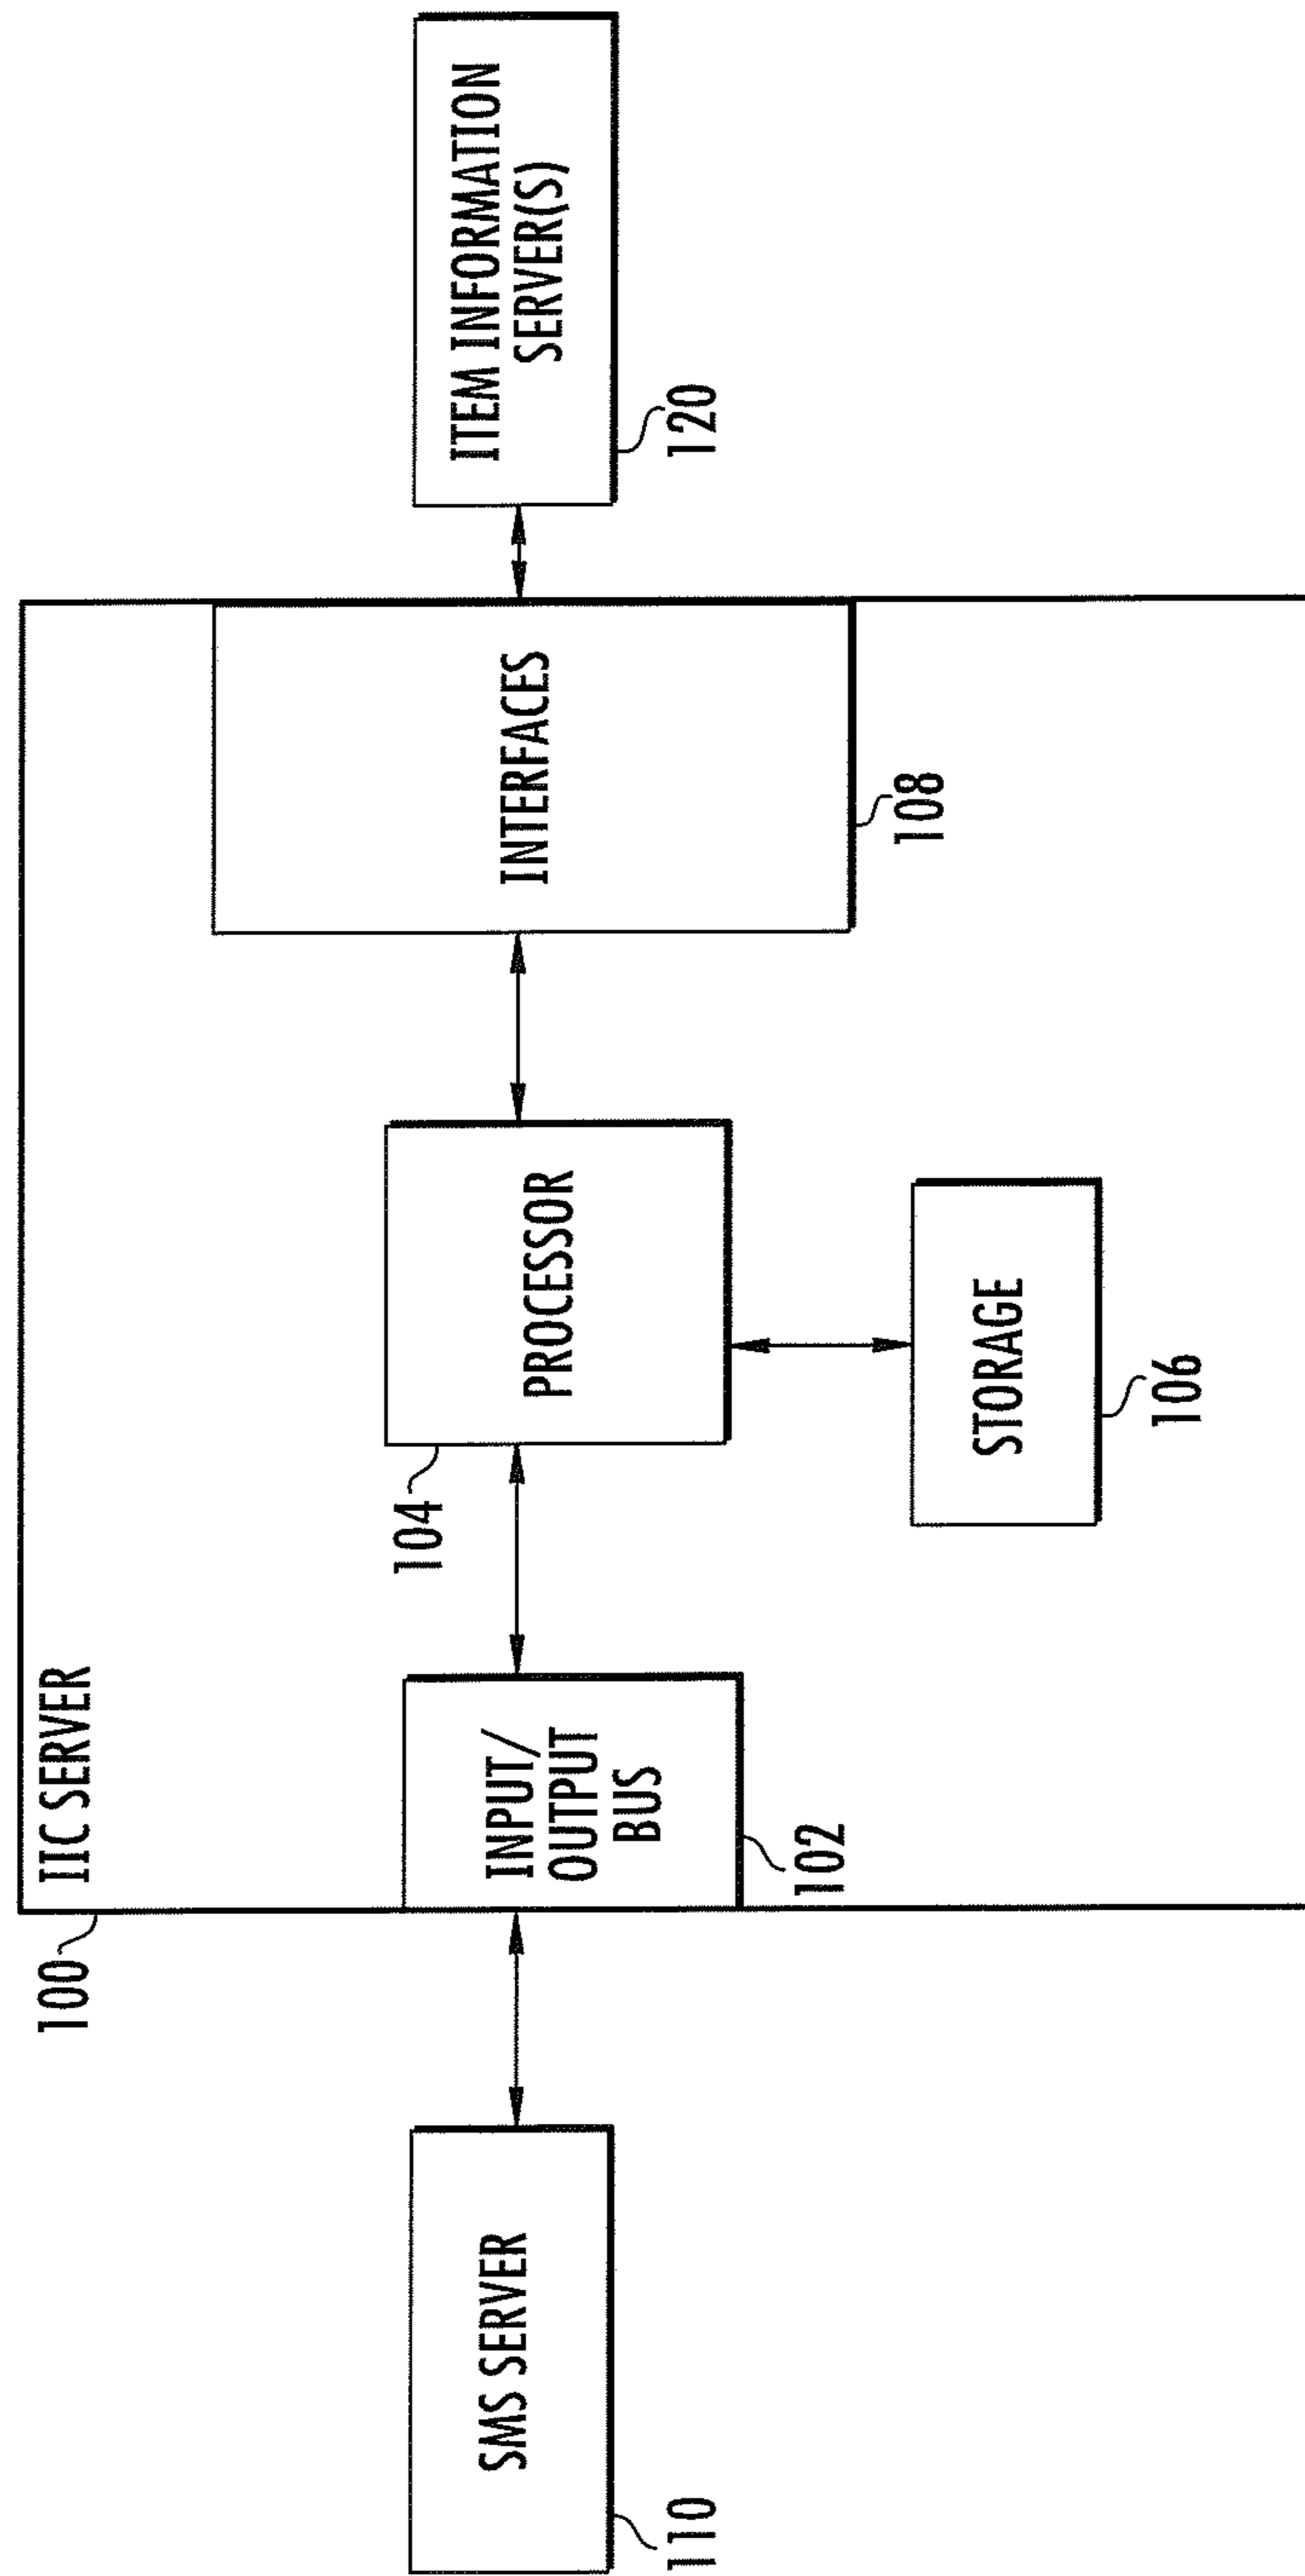 100
IIC SERVER
SMS SERVER
110
INPUT/
OUTPUT
BUS
102
104
PROCESSOR
STORAGE
106
INTERFACES
108
ITEM INFORMATION
SERVER(S)
120